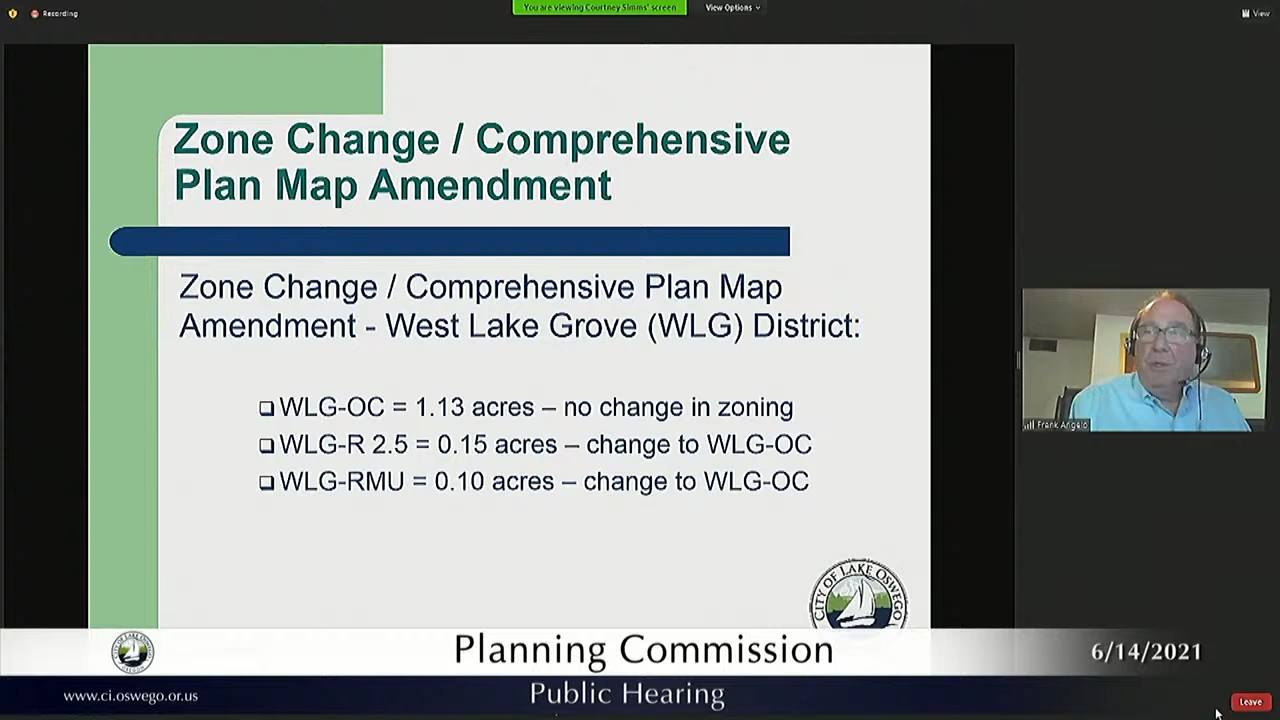 Recording
You are viewing Courtney Simms' screen
View Options
View
Zone Change / Comprehensive
Plan Map Amendment
Zone Change / Comprehensive Plan Map
Amendment - West Lake Grove (WLG) District:
WLG-OC = 1.13 acres – no change in zoning
WLG-R 2.5 = 0.15 acres – change to WLG-OC
WLG-RMU = 0.10 acres – change to WLG-OC
Frank Angelo
CITY OF LAKE OSWEGO
Planning Commission
6/14/2021
www.ci.oswego.or.us
Public Hearing
Leave